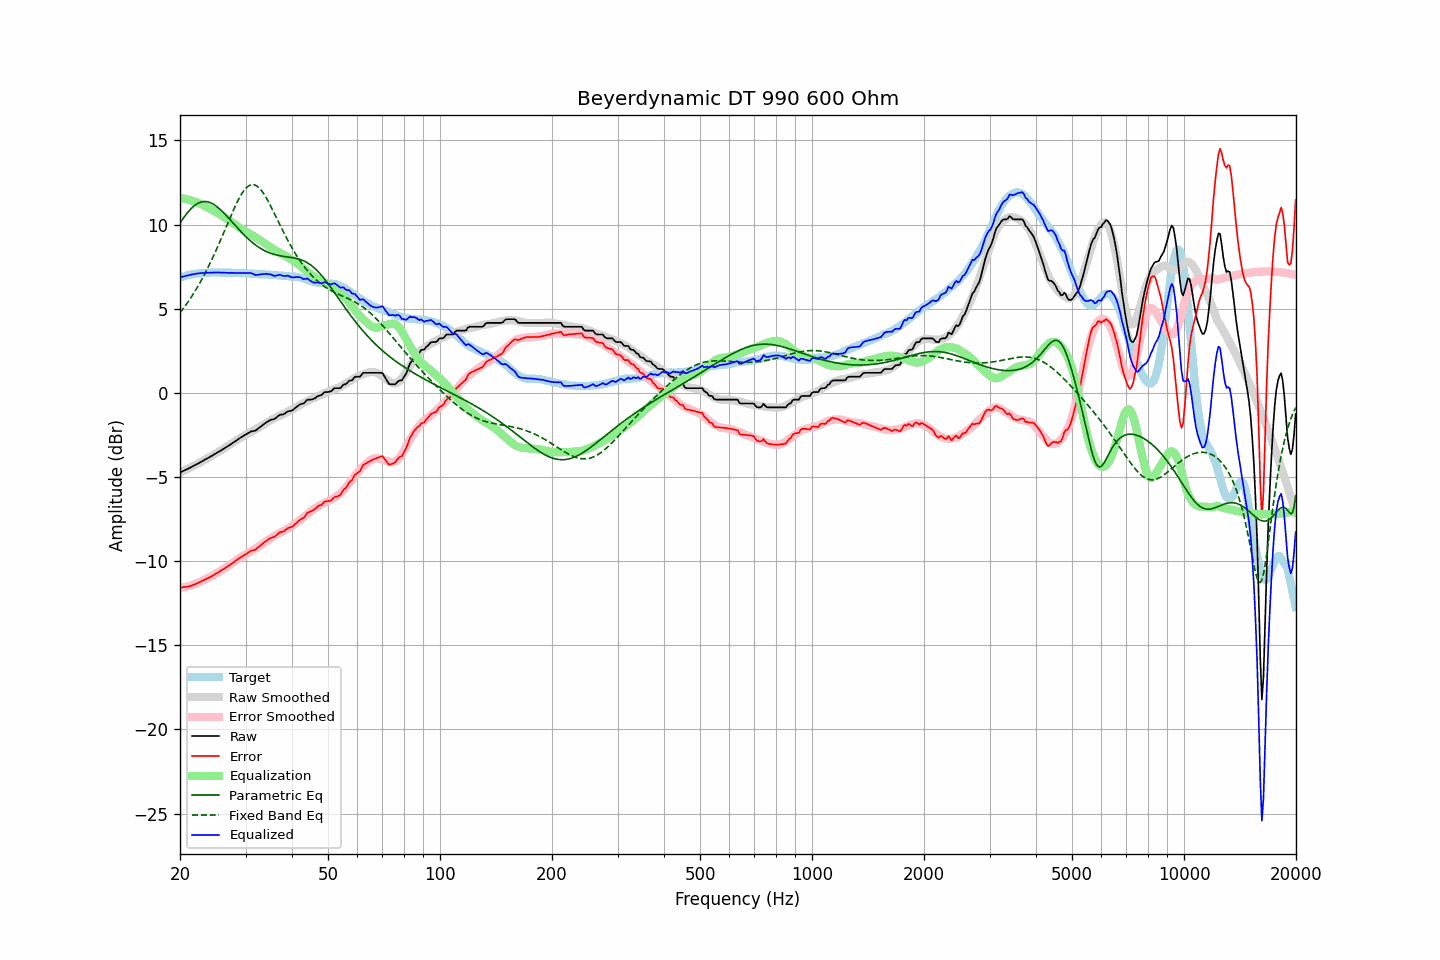 Beyerdynamic DT 990 600 Ohm
Amplitude (dBr)
15
10
5
0
−5
−10
−15
−20
−25
Target
Raw Smoothed
Error Smoothed
Raw
Error
Equalization
Parametric Eq
Fixed Band Eq
Equalized
20
50
100
200
500
1000
2000
5000
10000
20000
Frequency (Hz)